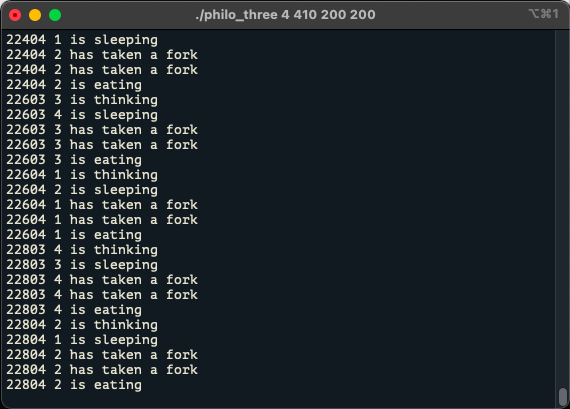 ./philo_three 4 410 200 200
⌥⌘1
22404 1 is sleeping
22404 2 has taken a fork
22404 2 has taken a fork
22404 2 is eating
22603 3 is thinking
22603 4 is sleeping
22603 3 has taken a fork
22603 3 has taken a fork
22603 3 is eating
22604 1 is thinking
22604 2 is sleeping
22604 1 has taken a fork
22604 1 has taken a fork
22604 1 is eating
22803 4 is thinking
22803 3 is sleeping
22803 4 has taken a fork
22803 4 has taken a fork
22803 4 is eating
22804 2 is thinking
22804 1 is sleeping
22804 2 has taken a fork
22804 2 has taken a fork
22804 2 is eating